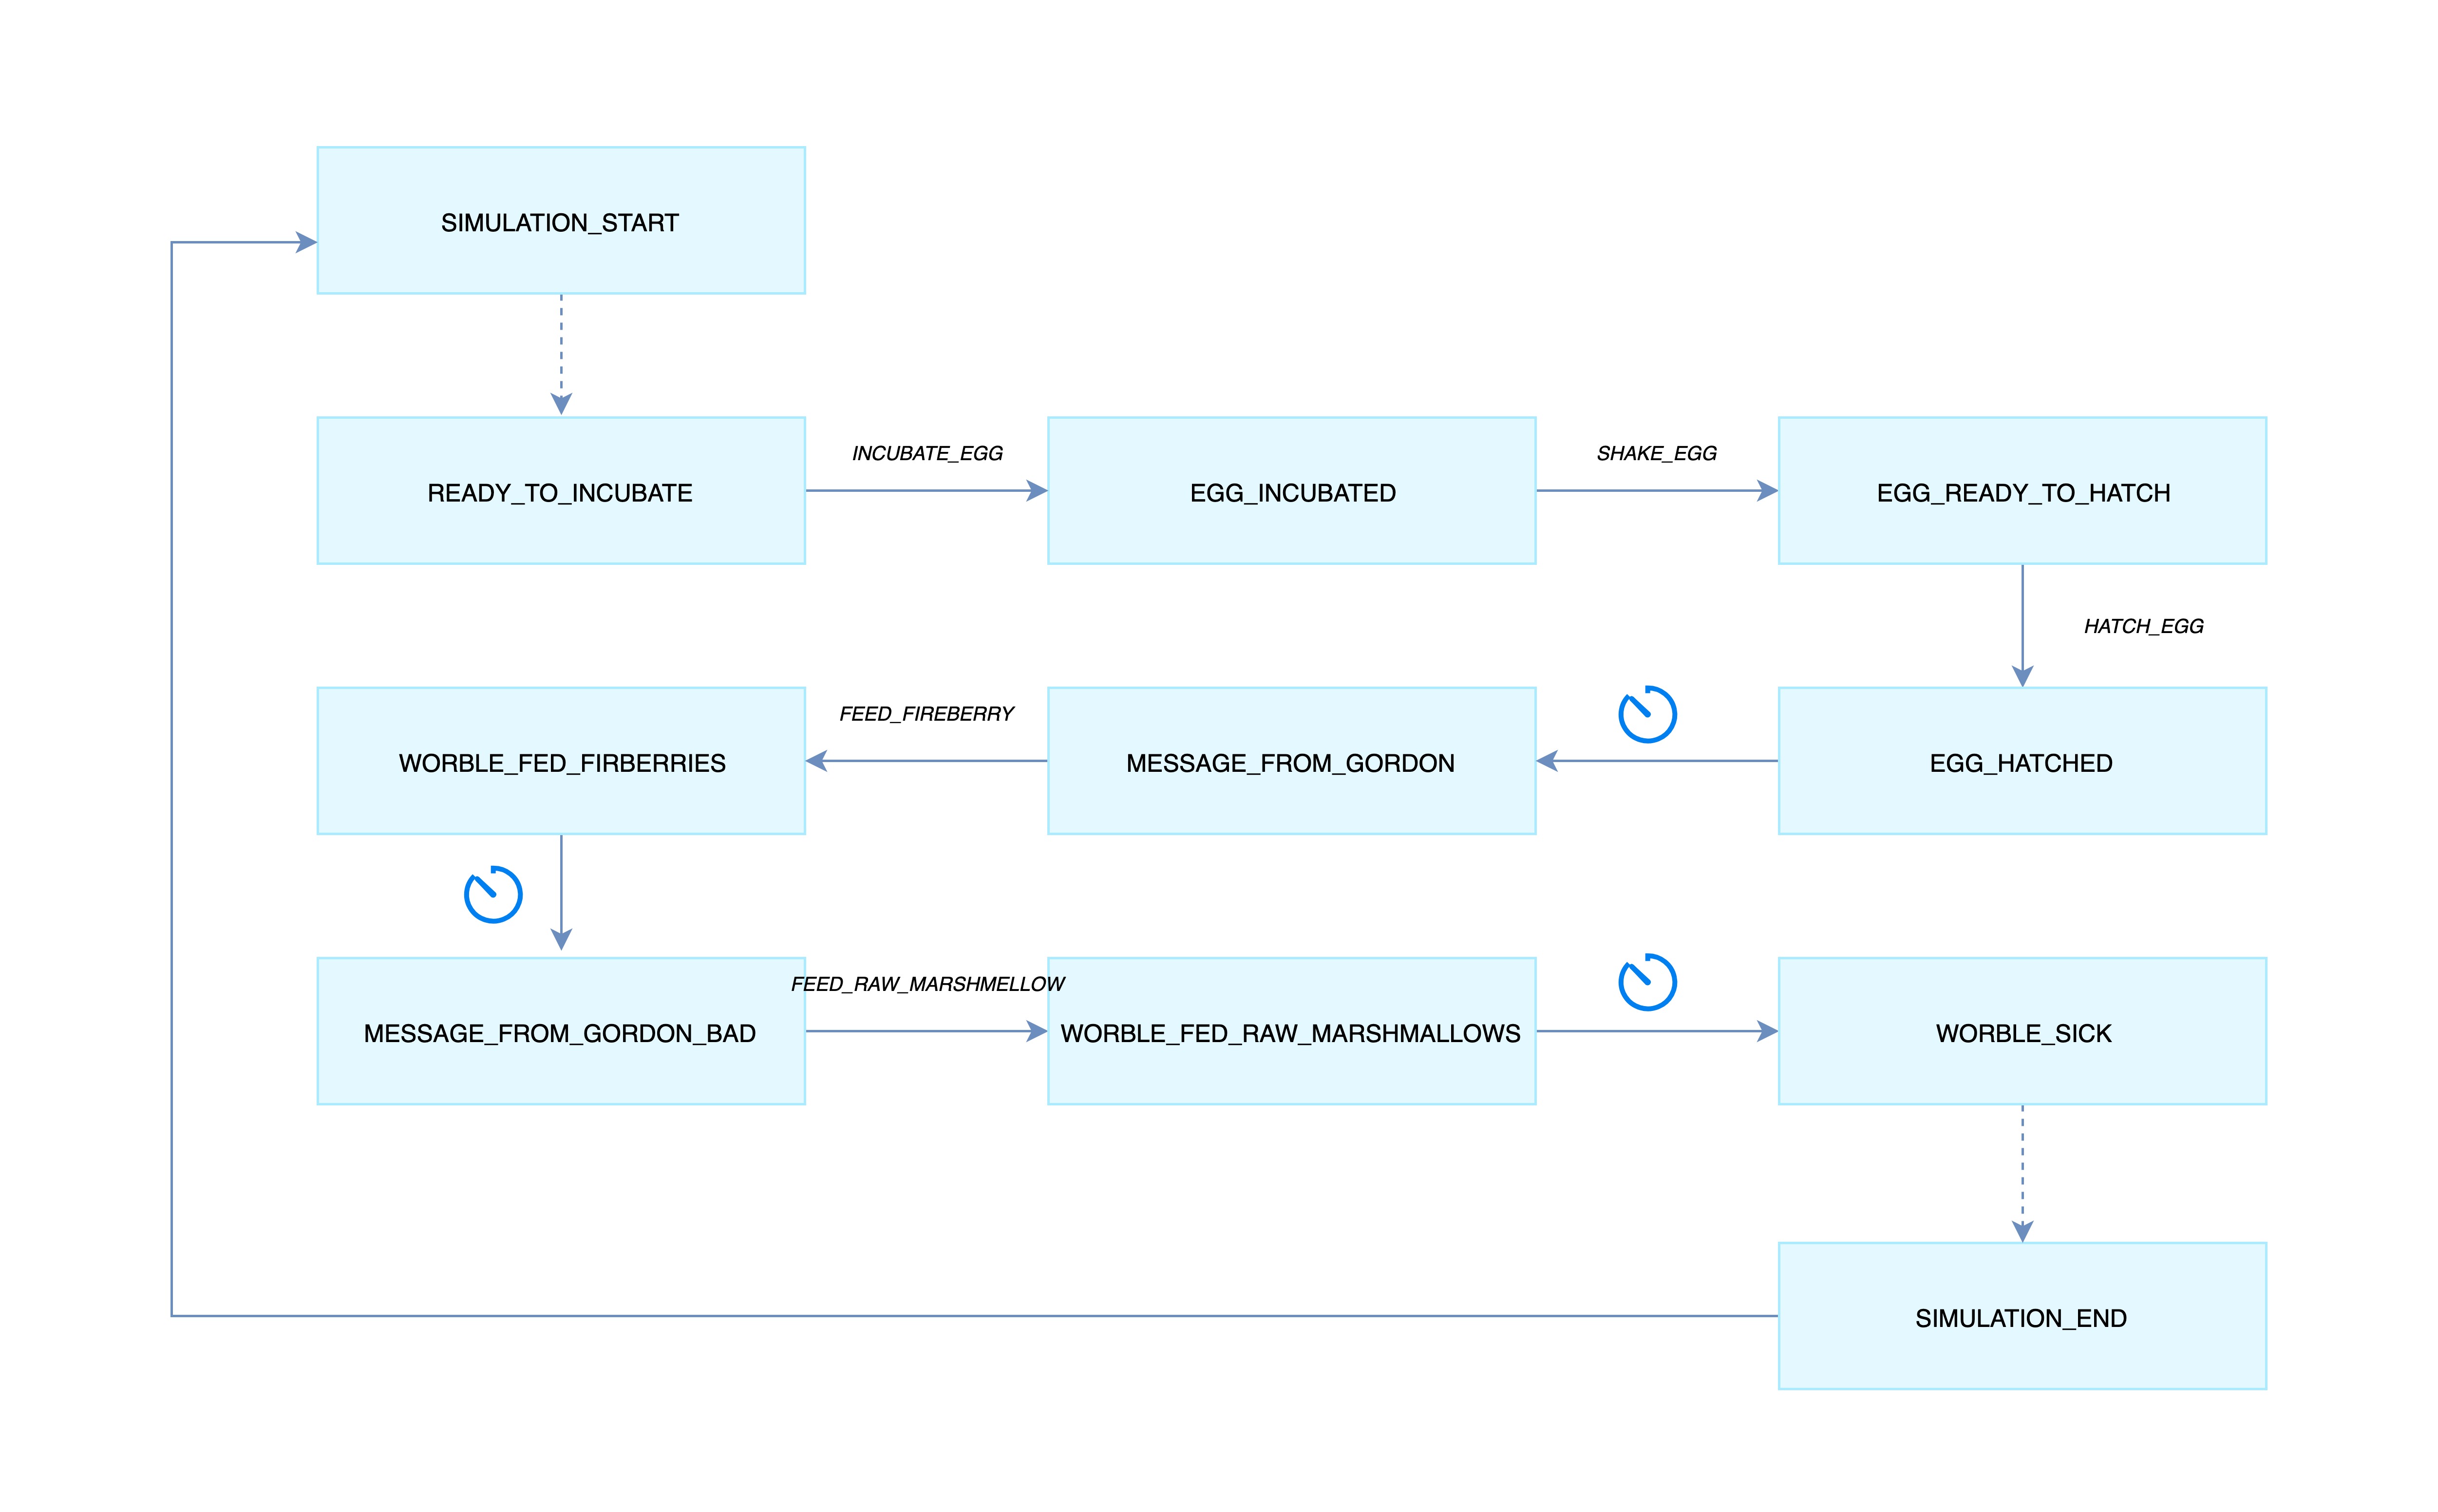 SIMULATION_START
READY_TO_INCUBATE
INCUBATE_EGG
EGG_INCUBATED
SHAKE_EGG
EGG_READY_TO_HATCH
HATCH_EGG
WORBLE_FED_FIRBERRIES
FEED_FIREBERRY
MESSAGE_FROM_GORDON
EGG_HATCHED
MESSAGE_FROM_GORDON_BAD
FEED_RAW_MARSHMELLOW
WORBLE_FED_RAW_MARSHMALLOWS
WORBLE_SICK
SIMULATION_END